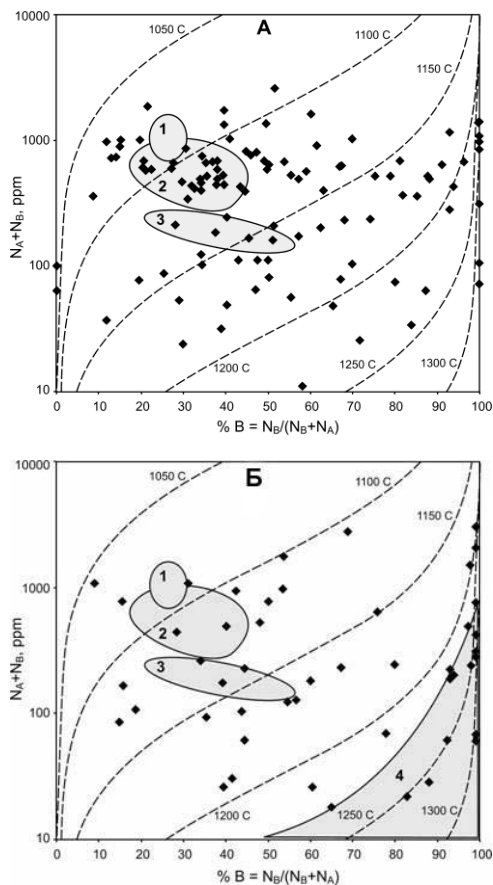 А
10000
1000
100
10
N_A+N_B, ppm
1050 C
1100 C
1150 C
1200 C
1250 C
1300 C
1
2
3
0 10 20 30 40 50 60 70 80 90 100
% B = N_B/(N_B+N_A)
Б
10000
1000
100
10
N_A+N_B, ppm
1050 C
1100 C
1150 C
1200 C
1250 C
1300 C
1
2
3
4
0 10 20 30 40 50 60 70 80 90 100
% B = N_B/(N_B+N_A)